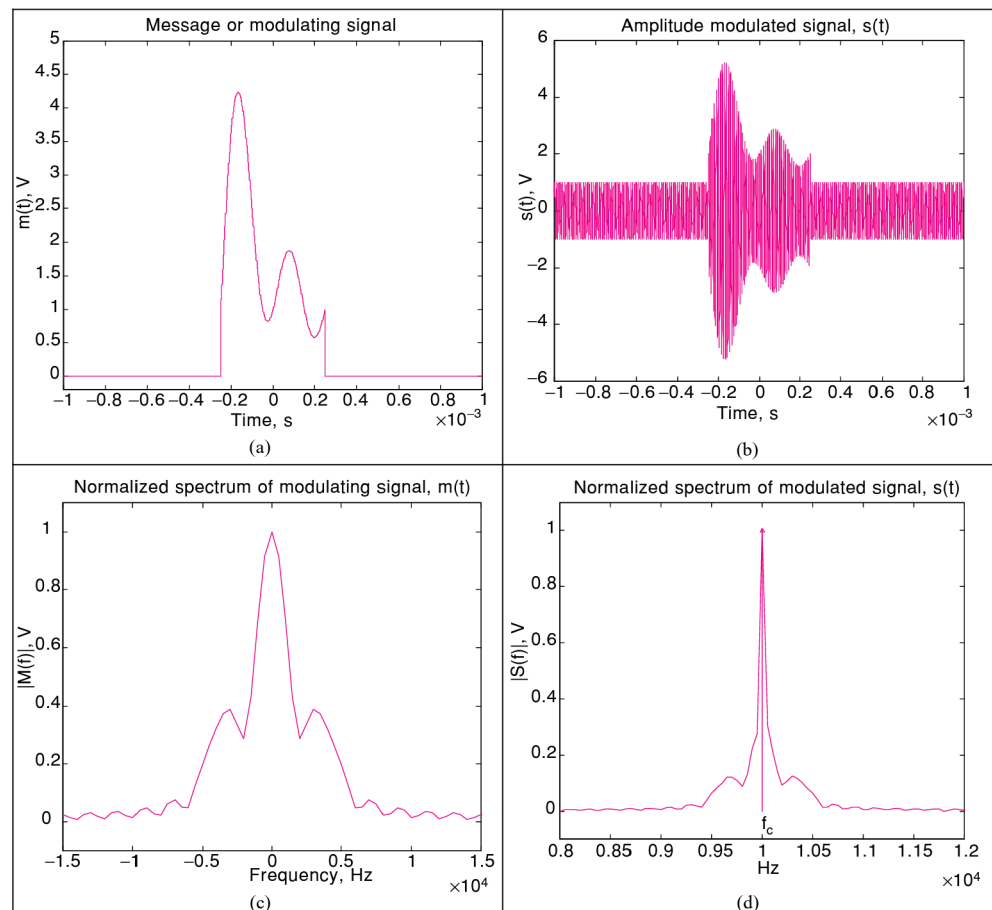 Message or modulating signal
5
4.5
4
3.5
3
2.5
2
1.5
1
0.5
0
m(t), V
−1 −0.8 −0.6 −0.4 −0.2 0 0.2 0.4 0.6 0.8 1
Time, s
×10⁻³
(a)
Amplitude modulated signal, s(t)
6
4
2
0
−2
−4
−6
s(t), V
−1 −0.8 −0.6 −0.4 −0.2 0 0.2 0.4 0.6 0.8 1
Time, s
×10⁻³
(b)
Normalized spectrum of modulating signal, m(t)
1
0.8
0.6
0.4
0.2
0
|M(f)|, V
−1.5 −1 −0.5 0 0.5 1 1.5
Frequency, Hz
×10⁴
(c)
Normalized spectrum of modulated signal, s(t)
1
0.8
0.6
0.4
0.2
0
|S(f)|, V
f_c
0.8 0.85 0.9 0.95 1 1.05 1.1 1.15 1.2
Hz
×10⁴
(d)